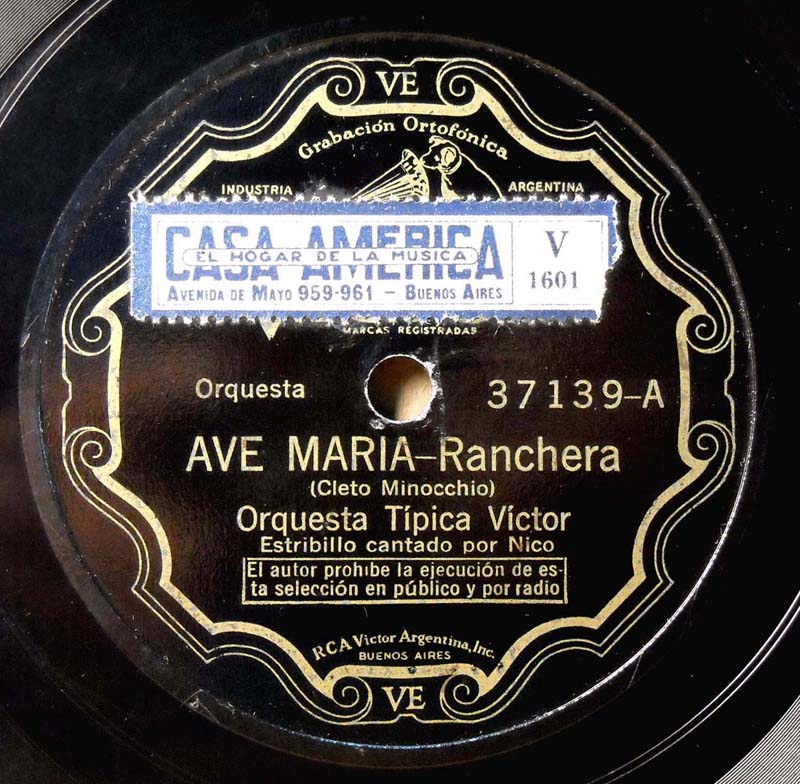 VE
Grabación Ortofónica
INDUSTRIA ARGENTINA
CASA AMERICA
EL HOGAR DE LA MUSICA
AVENIDA DE MAYO 959-961 – BUENOS AIRES
V
1601
MARCAS REGISTRADAS
Orquesta 37139-A
AVE MARIA–Ranchera
(Cleto Minocchio)
Orquesta Típica Víctor
Estribillo cantado por Nico
El autor prohibe la ejecución de es-
ta selección en público y por radio
RCA Victor Argentina, Inc.
BUENOS AIRES
VE